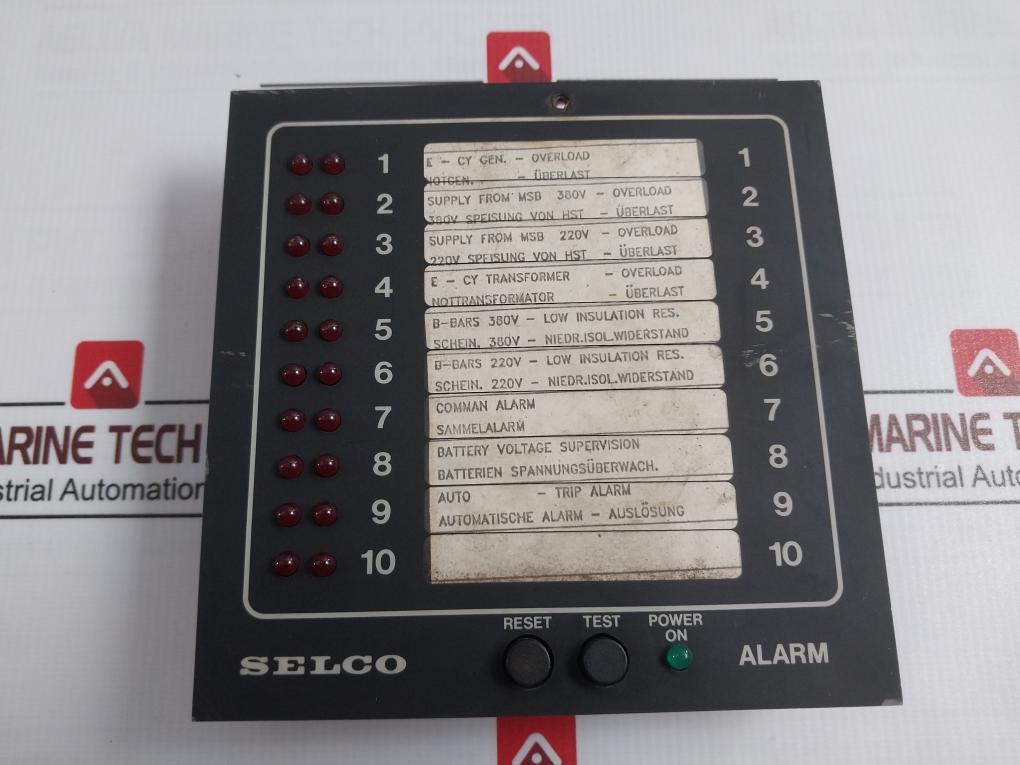 1 E - CY GEN. - OVERLOAD 1
NOTGEN. - ÜBERLAST
2 SUPPLY FROM MSB 380V - OVERLOAD 2
380V SPEISUNG VON HST - ÜBERLAST
3 SUPPLY FROM MSB 220V - OVERLOAD 3
220V SPEISUNG VON HST - ÜBERLAST
4 E - CY TRANSFORMER - OVERLOAD 4
NOTTRANSFORMATOR - ÜBERLAST
5 B-BARS 380V - LOW INSULATION RES. 5
SCHEIN. 380V - NIEDR.ISOL.WIDERSTAND
6 B-BARS 220V - LOW INSULATION RES. 6
SCHEIN. 220V - NIEDR.ISOL.WIDERSTAND
7 COMMAN ALARM 7
SAMMELALARM
8 BATTERY VOLTAGE SUPERVISION 8
BATTERIEN SPANNUNGSÜBERWACH.
9 AUTO - TRIP ALARM 9
AUTOMATISCHE ALARM - AUSLÖSUNG
10 10
RESET TEST POWER
ON
SELCO ALARM
ARINE TECH
strial Automation
MARINE T
dustrial Auto